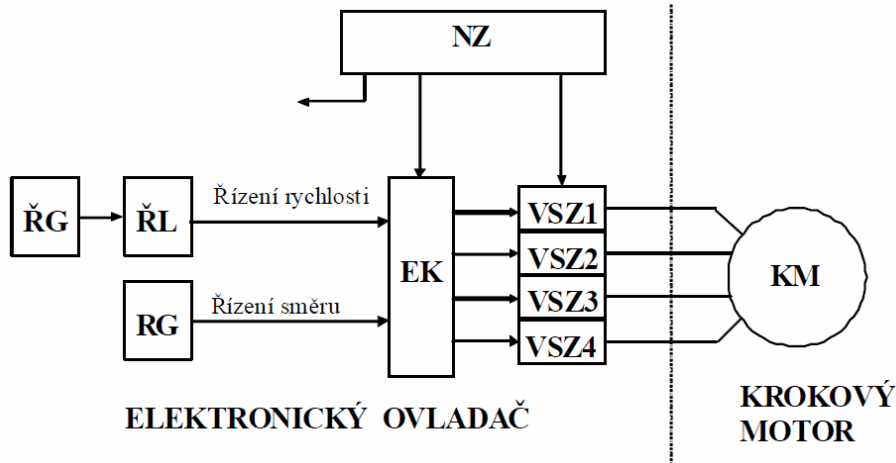 NZ
ŘG
ŘL
Řízení rychlosti
EK
VSZ1
VSZ2
VSZ3
VSZ4
KM
RG
Řízení směru
ELEKTRONICKÝ OVLADAČ
KROKOVÝ
MOTOR